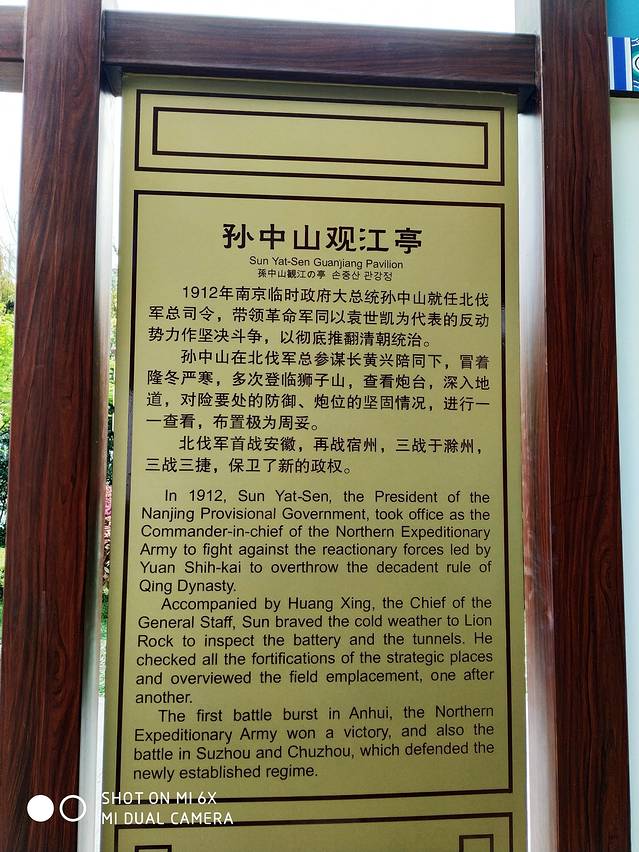 孙中山观江亭
Sun Yat-Sen Guanjiang Pavilion
孫中山観江の亭 손중산 관강정
1912年南京临时政府大总统孙中山就任北伐
军总司令，带领革命军同以袁世凯为代表的反动
势力作坚决斗争，以彻底推翻清朝统治。
孙中山在北伐军总参谋长黄兴陪同下，冒着
隆冬严寒，多次登临狮子山，查看炮台，深入地
道，对险要处的防御、炮位的坚固情况，进行一
一查看，布置极为周妥。
北伐军首战安徽，再战宿州，三战于滁州，
三战三捷，保卫了新的政权。
In 1912, Sun Yat-Sen, the President of the
Nanjing Provisional Government, took office as the
Commander-in-chief of the Northern Expeditionary
Army to fight against the reactionary forces led by
Yuan Shih-kai to overthrow the decadent rule of
Qing Dynasty.
Accompanied by Huang Xing, the Chief of the
General Staff, Sun braved the cold weather to Lion
Rock to inspect the battery and the tunnels. He
checked all the fortifications of the strategic places
and overviewed the field emplacement, one after
another.
The first battle burst in Anhui, the Northern
Expeditionary Army won a victory, and also the
battle in Suzhou and Chuzhou, which defended the
newly established regime.
SHOT ON MI 6X
MI DUAL CAMERA